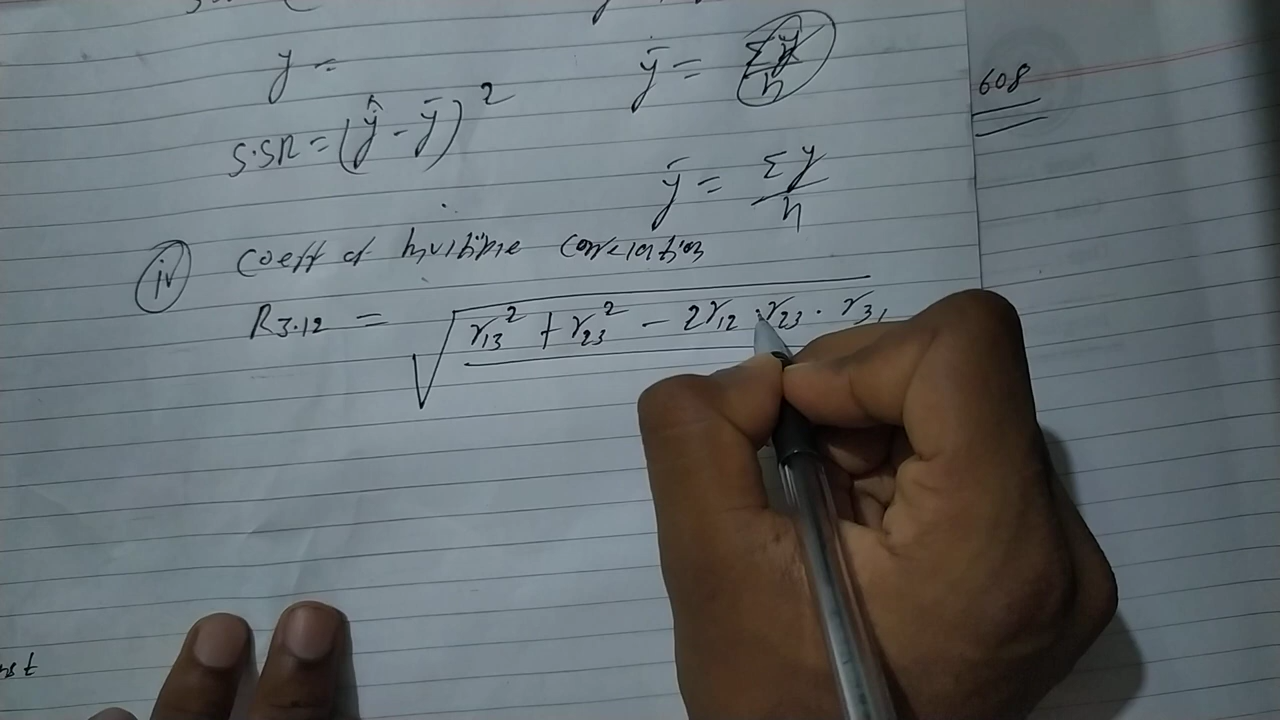 y =
ȳ = Σy/n
608
S.SR = (ŷ - ȳ)²
ȳ = Σy/n
(iv) Coeff of Multiple Correlation
R3.12 = √r13² + r23² - 2r12 · r23 · r31